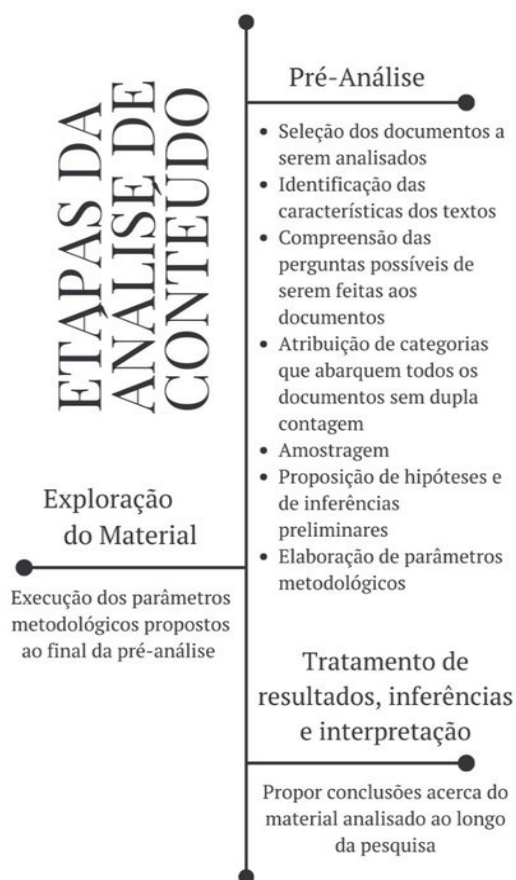 ETAPAS DA
ANÁLISE DE
CONTEÚDO
Pré-Análise
• Seleção dos documentos a
serem analisados
• Identificação das
características dos textos
• Compreensão das
perguntas possíveis de
serem feitas aos
documentos
• Atribuição de categorias
que abarquem todos os
documentos sem dupla
contagem
• Amostragem
• Proposição de hipóteses e
de inferências
preliminares
• Elaboração de parâmetros
metodológicos
Exploração
do Material
Execução dos parâmetros
metodológicos propostos
ao final da pré-análise
Tratamento de
resultados, inferências
e interpretação
Propor conclusões acerca do
material analisado ao longo
da pesquisa